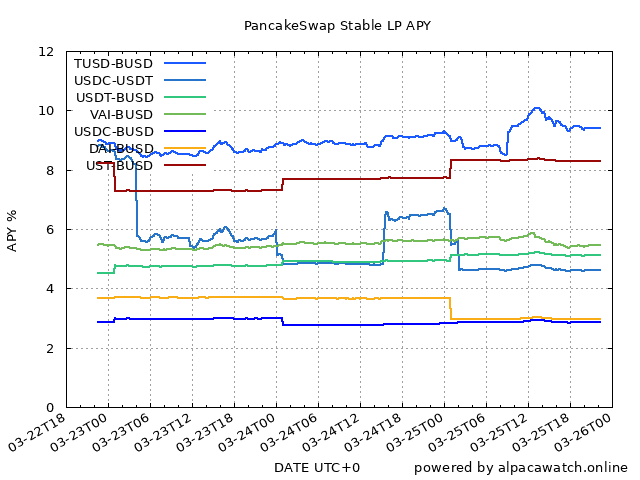 PancakeSwap Stable LP APY
APY %
12
10
8
6
4
2
0
TUSD-BUSD
USDC-USDT
USDT-BUSD
VAI-BUSD
USDC-BUSD
DAI-BUSD
UST-BUSD
03-22T18
03-23T00
03-23T06
03-23T12
03-23T18
03-24T00
03-24T06
03-24T12
03-24T18
03-25T00
03-25T06
03-25T12
03-25T18
03-26T00
DATE UTC+0
powered by alpacawatch.online